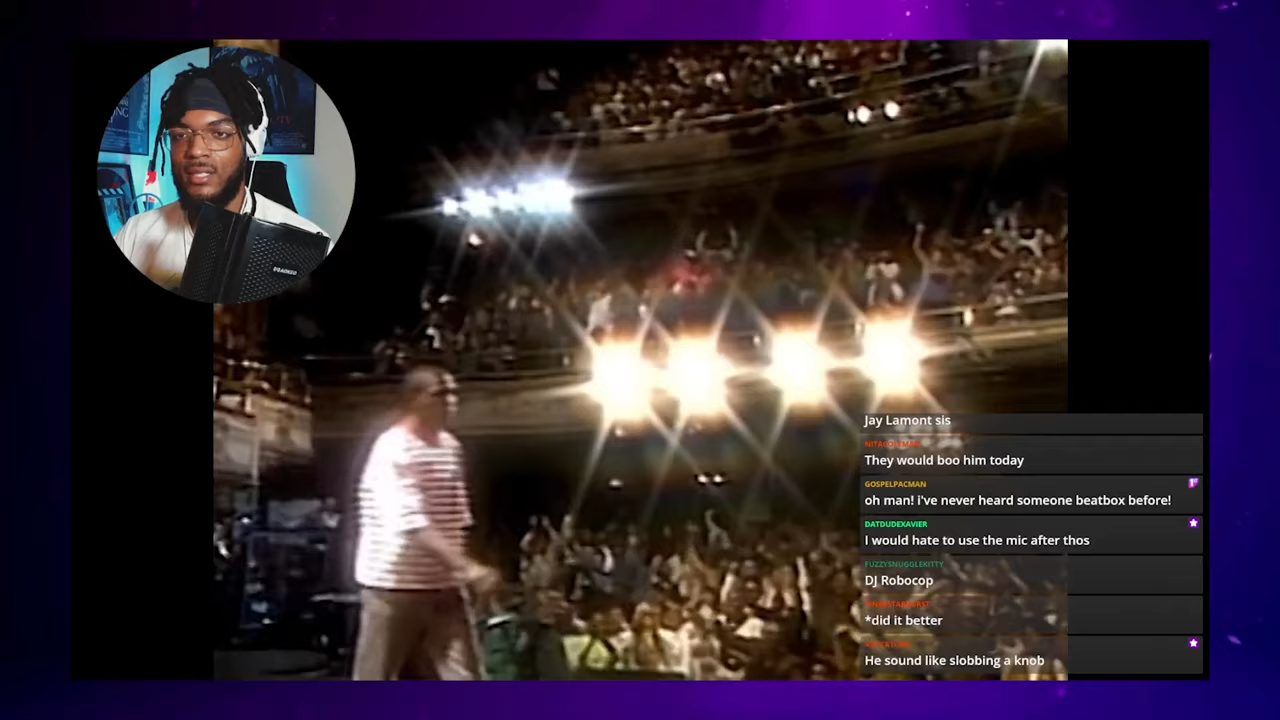 Jay Lamont sis
They would boo him today
GOSPELPACMAN
oh man! i've never heard someone beatbox before!
DATDUDEXAVIER
I would hate to use the mic after thos
FUZZYSNUGGLEKITTY
DJ Robocop
*did it better
He sound like slobbing a knob